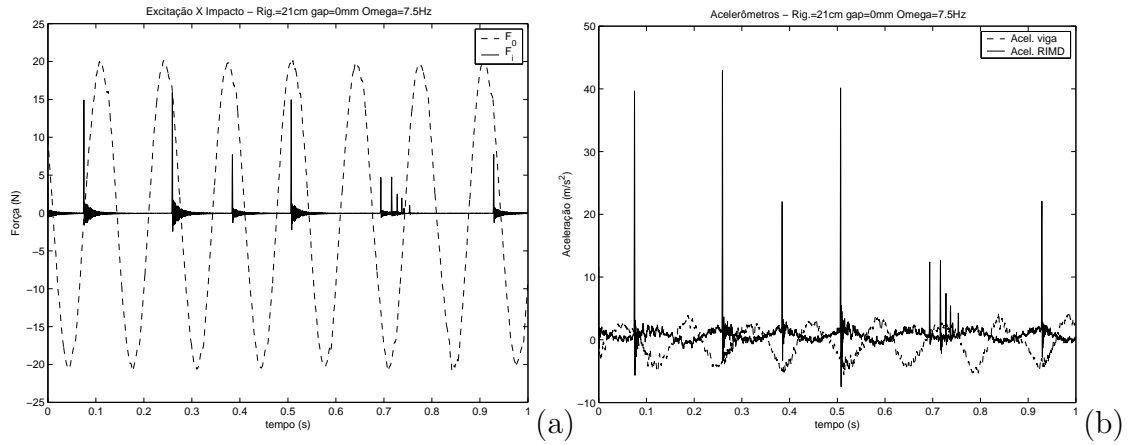 Excitação X Impacto – Rig.=21cm gap=0mm Omega=7.5Hz
F0
Fi
25
20
15
10
5
0
−5
−10
−15
−20
−25
Força (N)
0 0.1 0.2 0.3 0.4 0.5 0.6 0.7 0.8 0.9 1
tempo (s)
(a)
Acelerômetros – Rig.=21cm gap=0mm Omega=7.5Hz
Acel. viga
Acel. RIMD
50
40
30
20
10
0
−10
Aceleração (m/s²)
0 0.1 0.2 0.3 0.4 0.5 0.6 0.7 0.8 0.9 1
tempo (s)
(b)